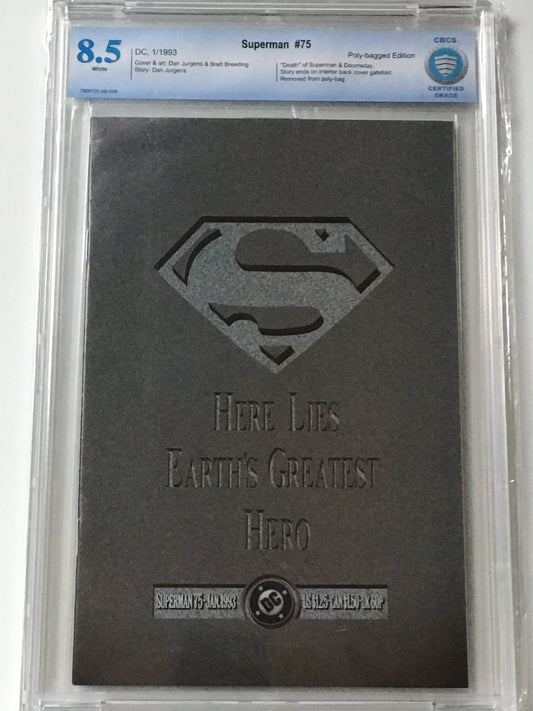 8.5
White
Superman #75
DC, 1/1993
Poly-bagged Edition
Cover & art: Dan Jurgens & Brett Breeding
Story: Dan Jurgens
"Death" of Superman & Doomsday.
Story ends on interior back cover gatefold.
Removed from poly-bag.
CBCS
CERTIFIED
GRADE
S
HERE LIES
EARTH'S GREATEST
HERO
SUPERMAN 75·JAN.1993
DC
US $1.25·CAN $1.50·UK 60P